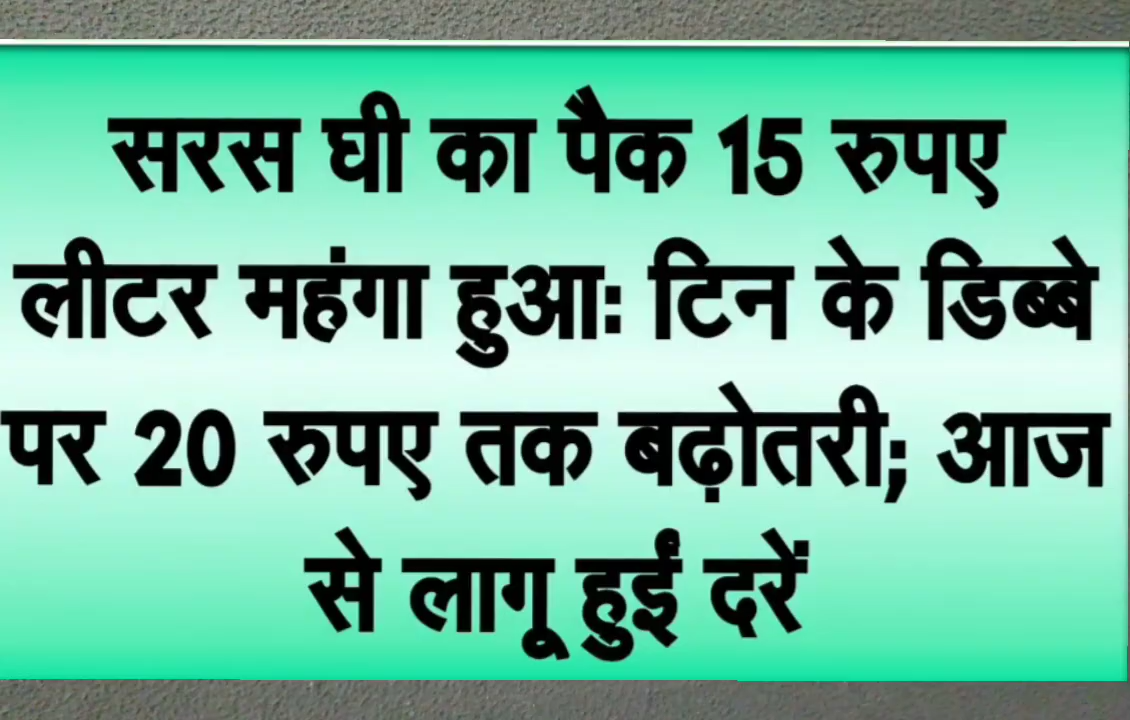 सरस घी का पैक 15 रुपए
लीटर महंगा हुआः टिन के डिब्बे
पर 20 रुपए तक बढ़ोतरी; आज
से लागू हुईं दरें